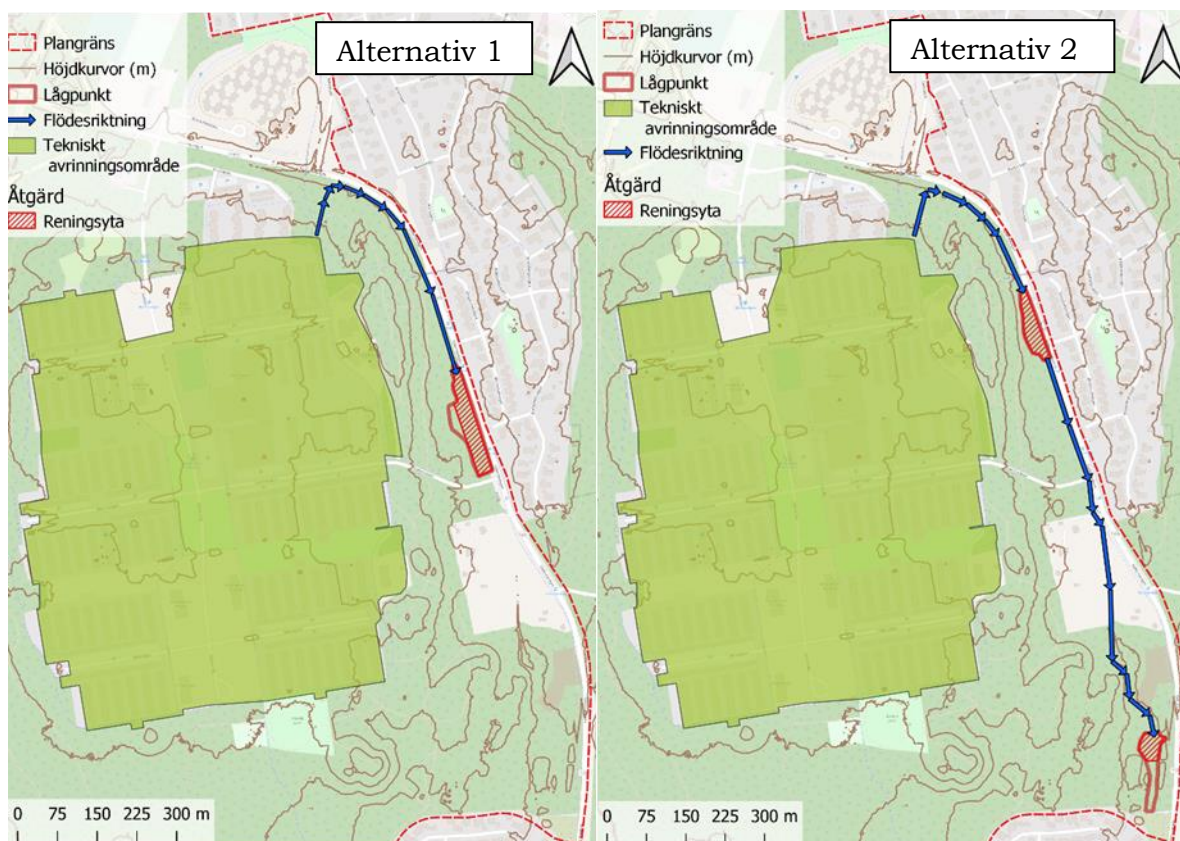 Alternativ 1
Plangräns
Höjdkurvor (m)
Lågpunkt
Flödesriktning
Tekniskt
avrinningsområde
Åtgärd
Reningsyta
0 75 150 225 300 m
Alternativ 2
Plangräns
Höjdkurvor (m)
Lågpunkt
Tekniskt
avrinningsområde
Flödesriktning
Åtgärd
Reningsyta
0 75 150 225 300 m